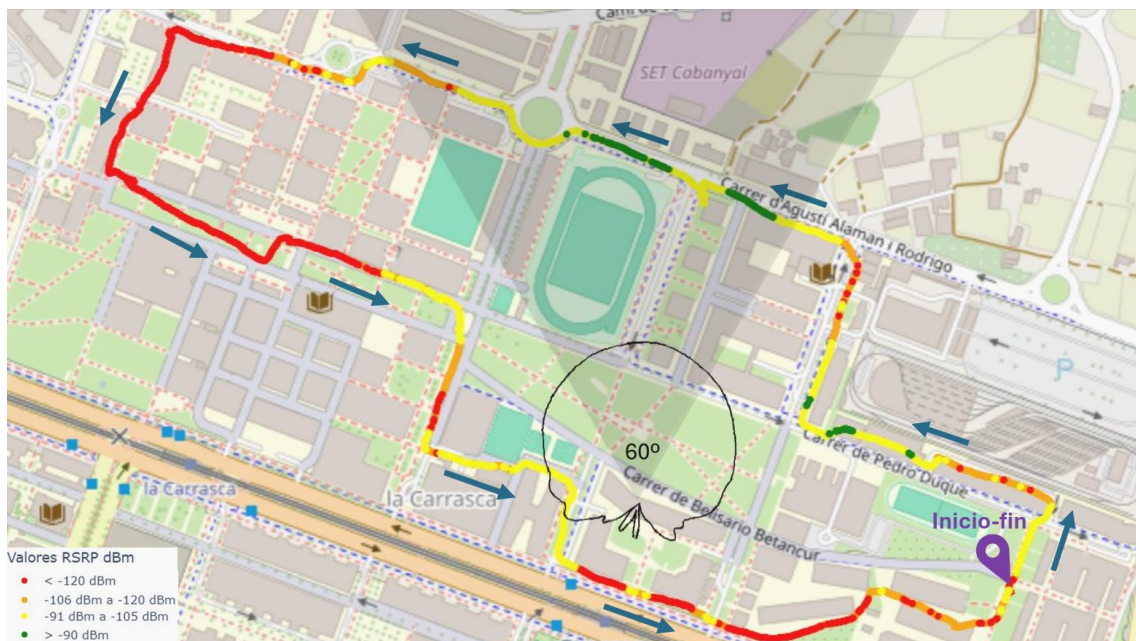 SET Cabanyal
Carrer d'Agustí Alaman i Rodrigo
P
60º
Carrer de Pedro Duque
la Carrasca
la Carrasca
Carrer de Belisario Betancur
Inicio-fin
Valores RSRP dBm
< -120 dBm
-106 dBm a -120 dBm
-91 dBm a -105 dBm
> -90 dBm